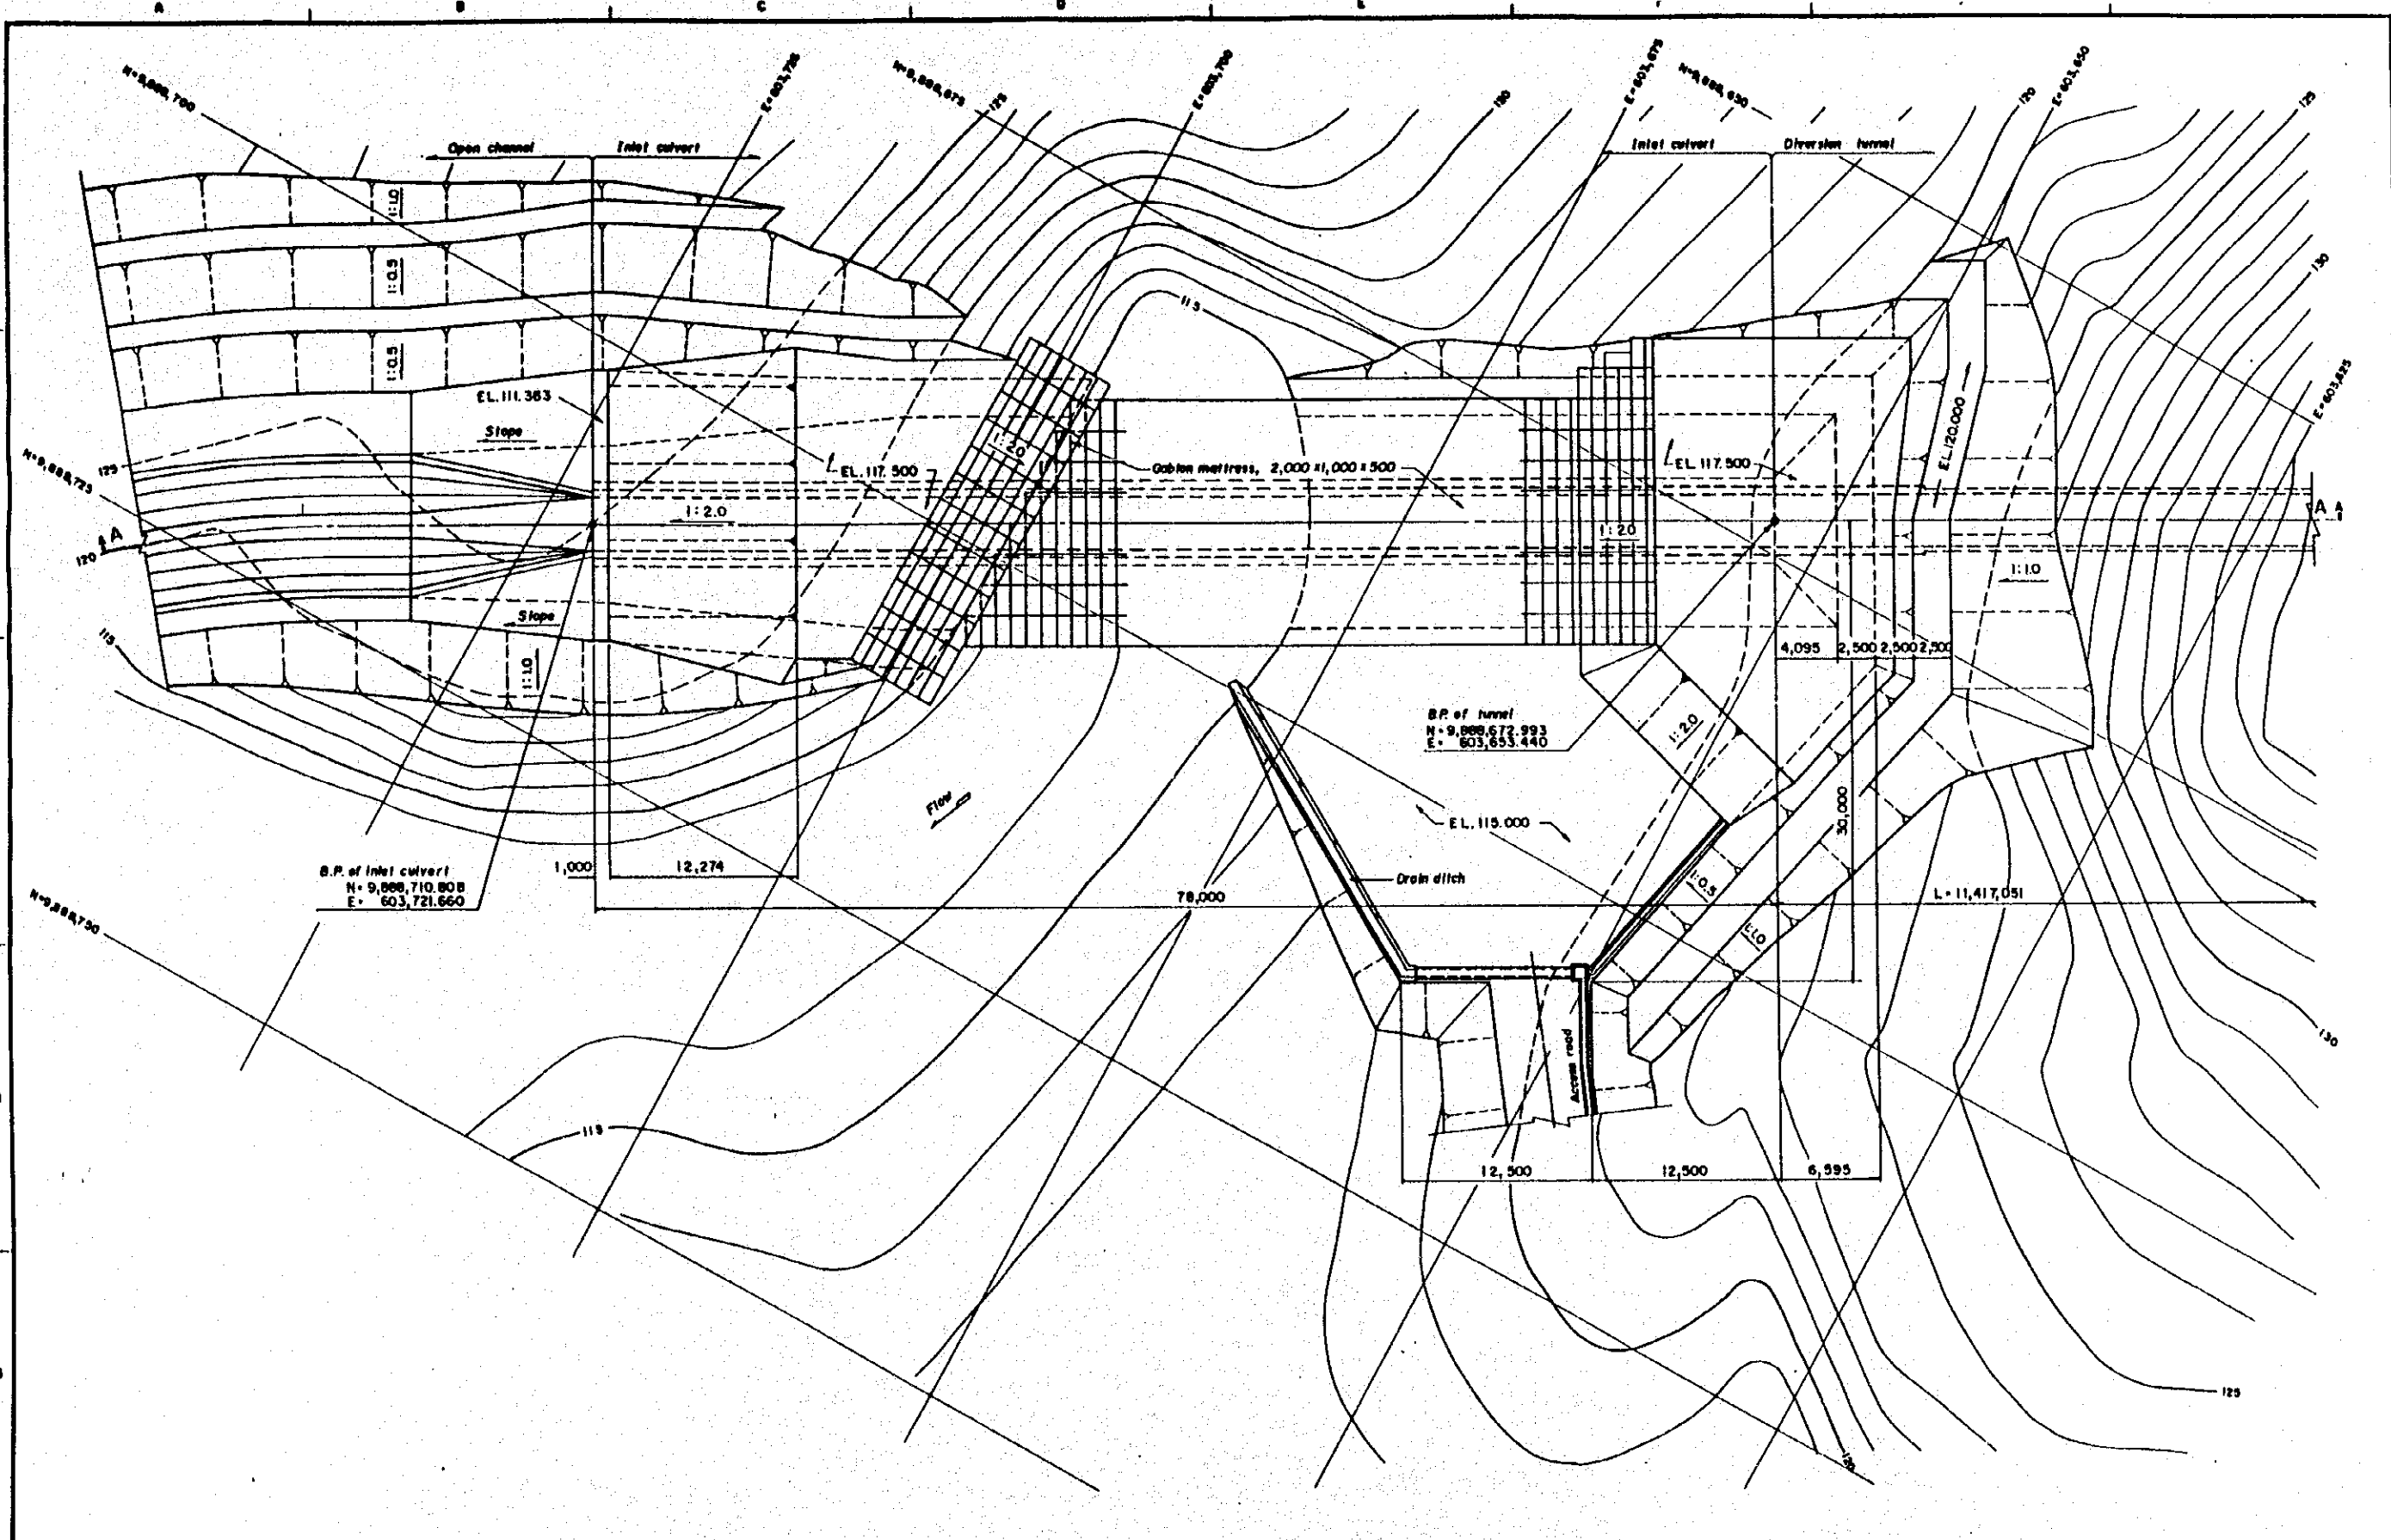 A
B
C
D
E
F
N=9,888,700
E=603,725
N=9,888,675
125
E=603,700
120
E=603,675
N=9,888,650
120
E=603,650
125
Open channel
Inlet culvert
Inlet culvert
Diversion tunnel
1:1.0
1:0.5
130
115
1:0.5
EL.111.363
EL.120.000
E=603,625
Slope
1:2.0
N=9,888,725
125
EL.117.500
Gabion mattress, 2,000 x1,000 x 500
EL.117.500
A
120
1:2.0
1:2.0
A
A
1:1.0
Slope
115
1:1.0
4,095
2,500
2,500
2,500
B.P. of tunnel
N= 9,888,672.993
E= 603,653.440
1:2.0
Flow
EL.115.000
30,000
B.P. of inlet culvert
N= 9,888,710.808
E= 603,721.660
1,000
12,274
Drain ditch
1:0.5
78,000
L=11,417,051
N=9,888,750
1:1.0
130
Access road
115
12,500
12,500
6,595
125
120